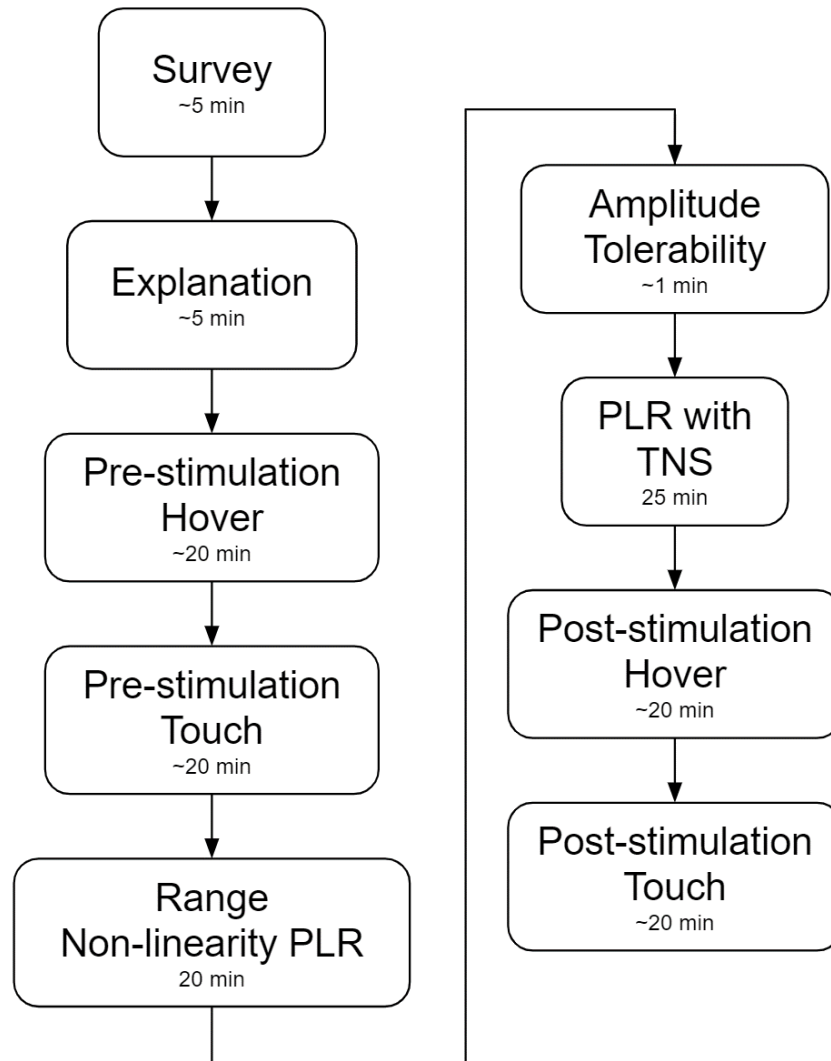 Survey
~5 min
Explanation
~5 min
Pre-stimulation
Hover
~20 min
Pre-stimulation
Touch
~20 min
Range
Non-linearity PLR
20 min
Amplitude
Tolerability
~1 min
PLR with
TNS
25 min
Post-stimulation
Hover
~20 min
Post-stimulation
Touch
~20 min